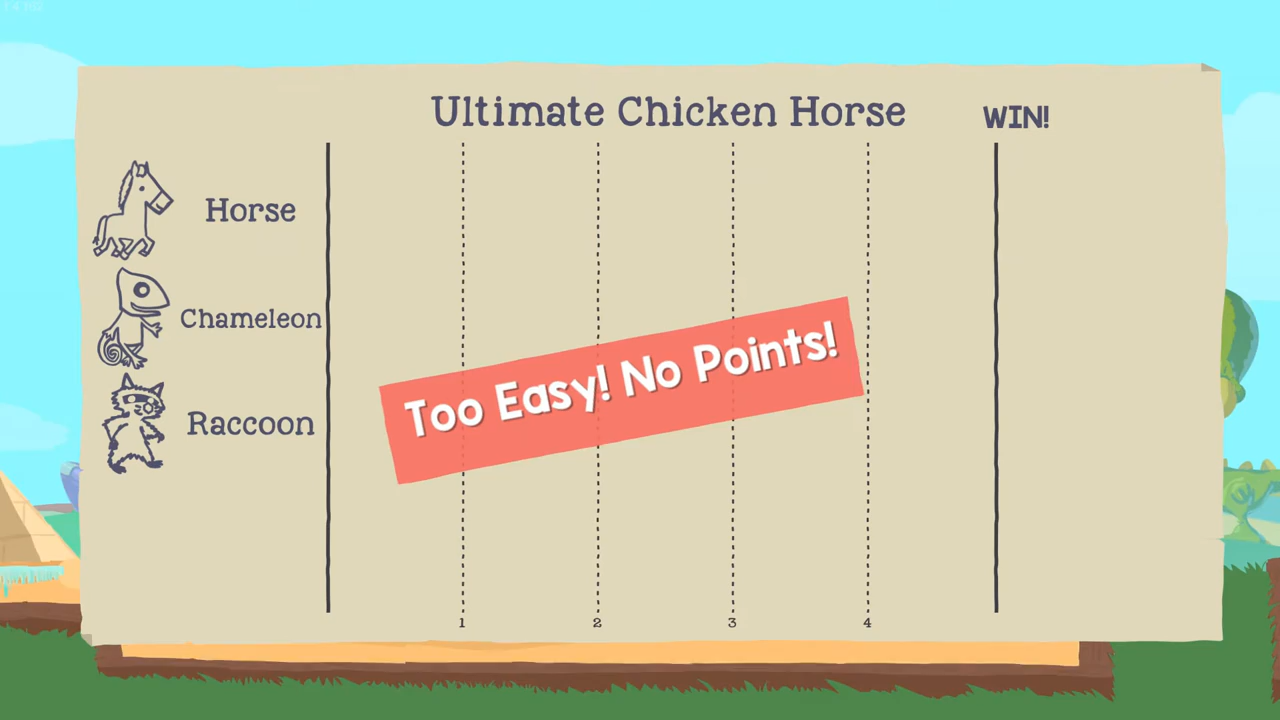 Ultimate Chicken Horse
WIN!
Horse
Chameleon
Raccoon
Too Easy! No Points!
1 2 3 4